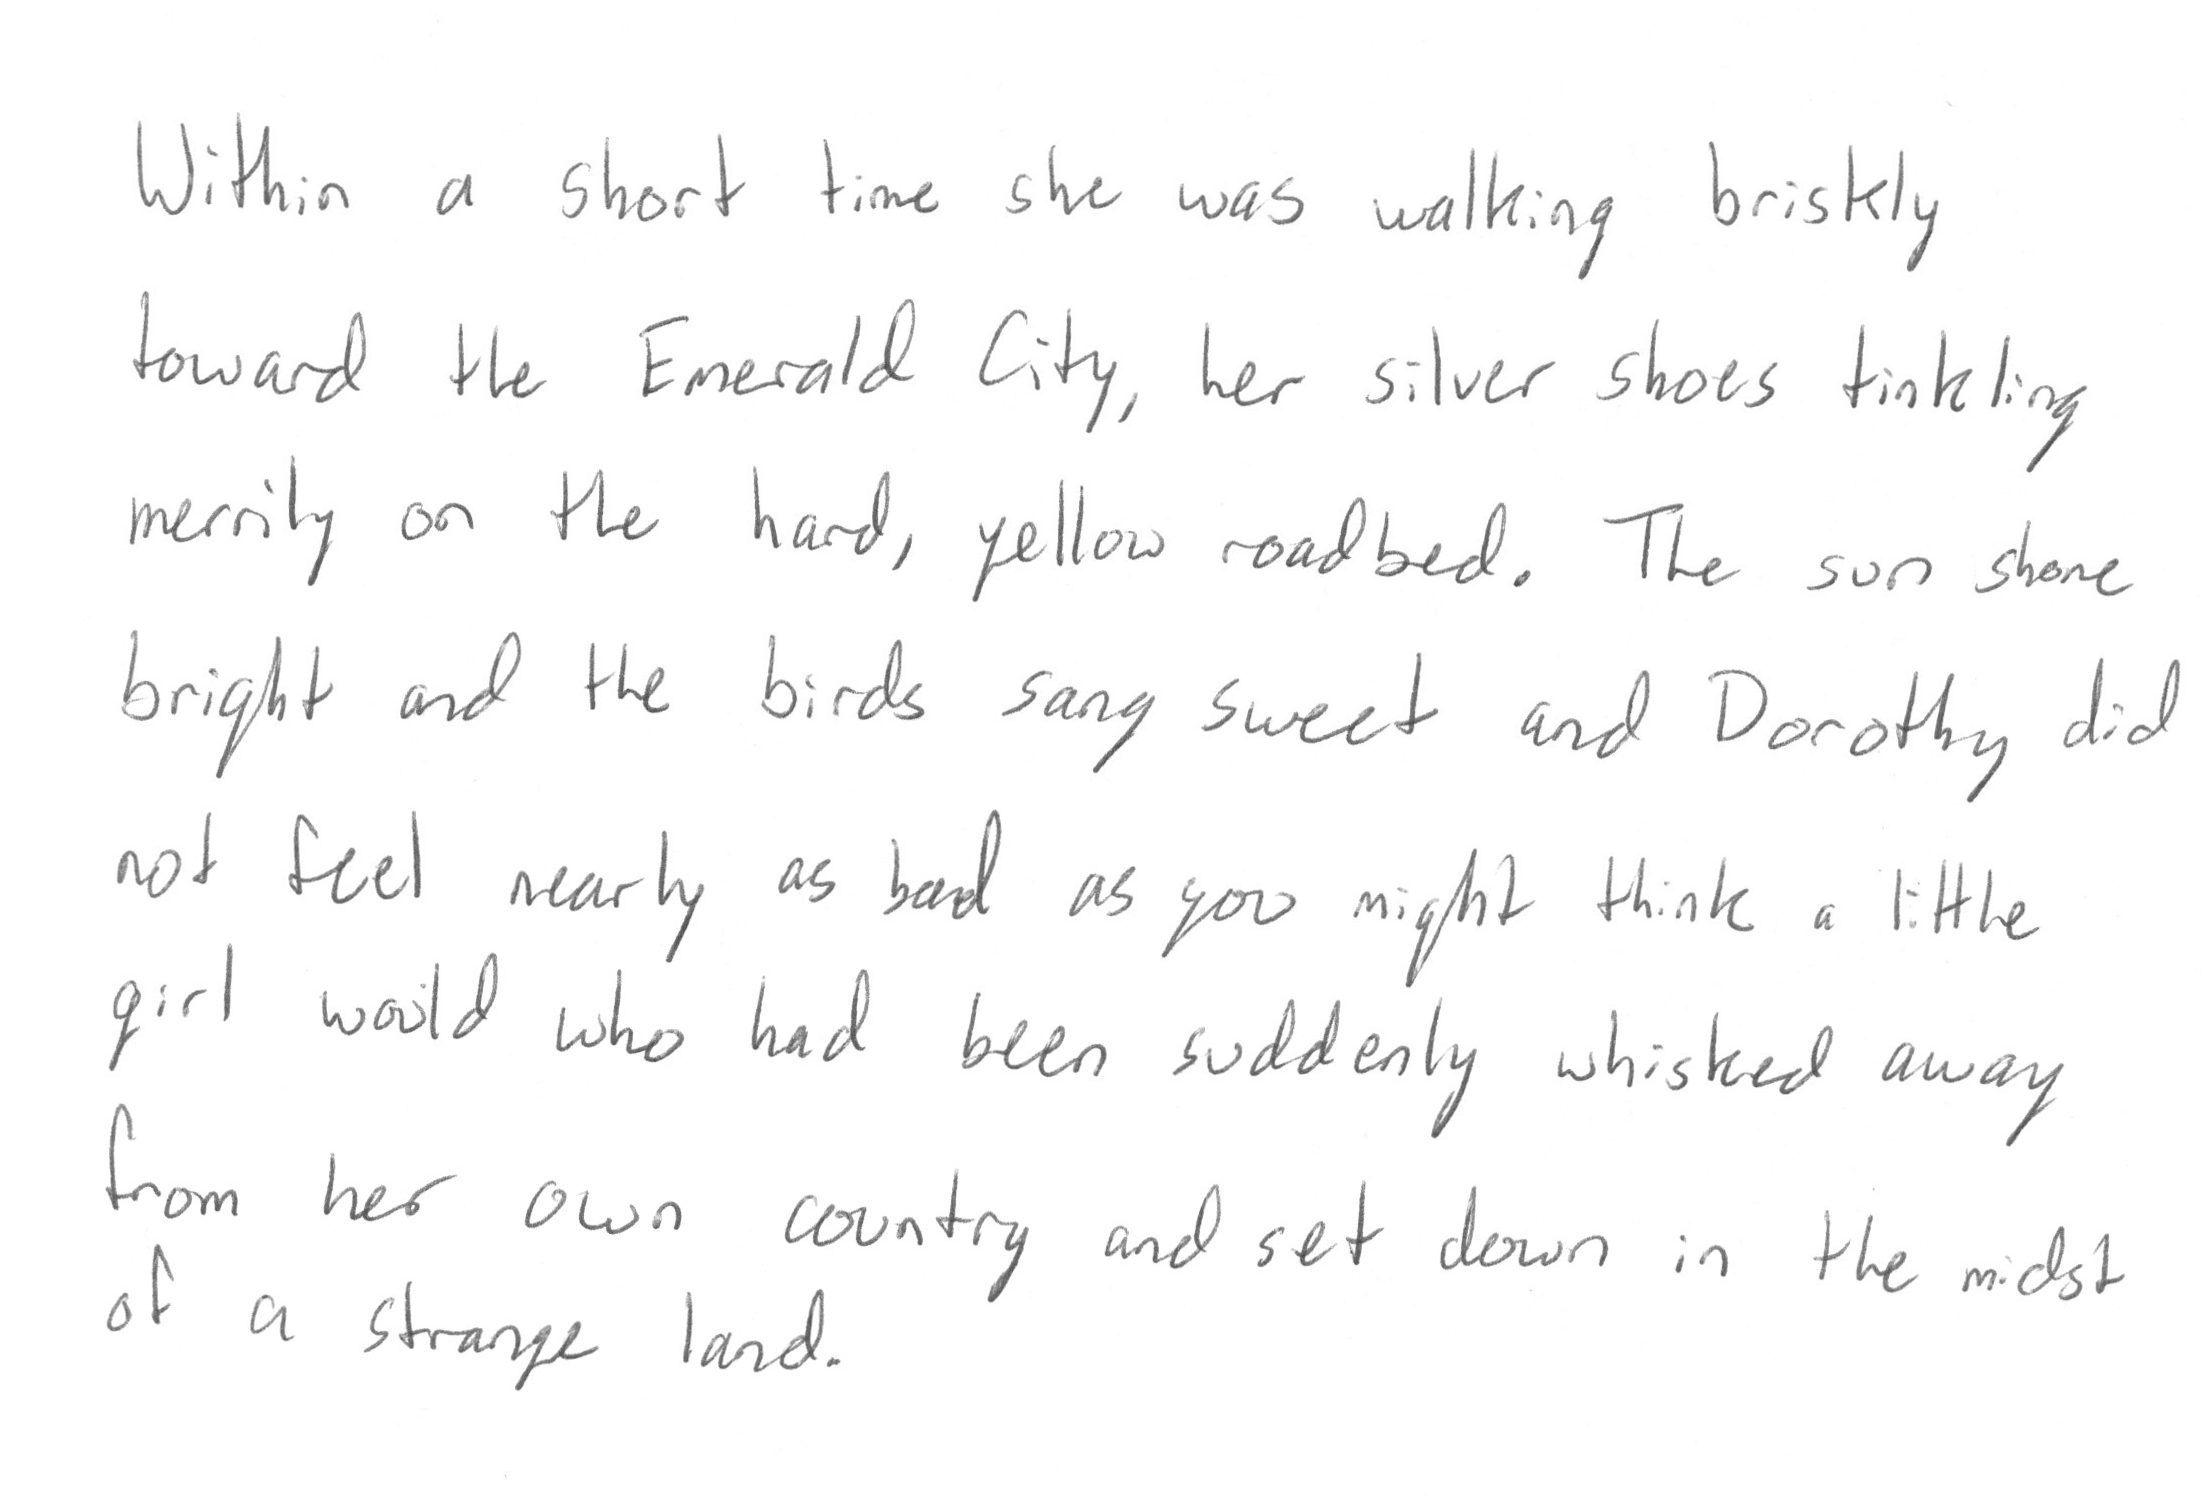 Within a short time she was walking briskly
toward the Emerald City, her silver shoes tinkling
merrily on the hard, yellow roadbed. The sun shone
bright and the birds sang sweet and Dorothy did
not feel nearly as bad as you might think a little
girl would who had been suddenly whisked away
from her own country and set down in the midst
of a strange land.